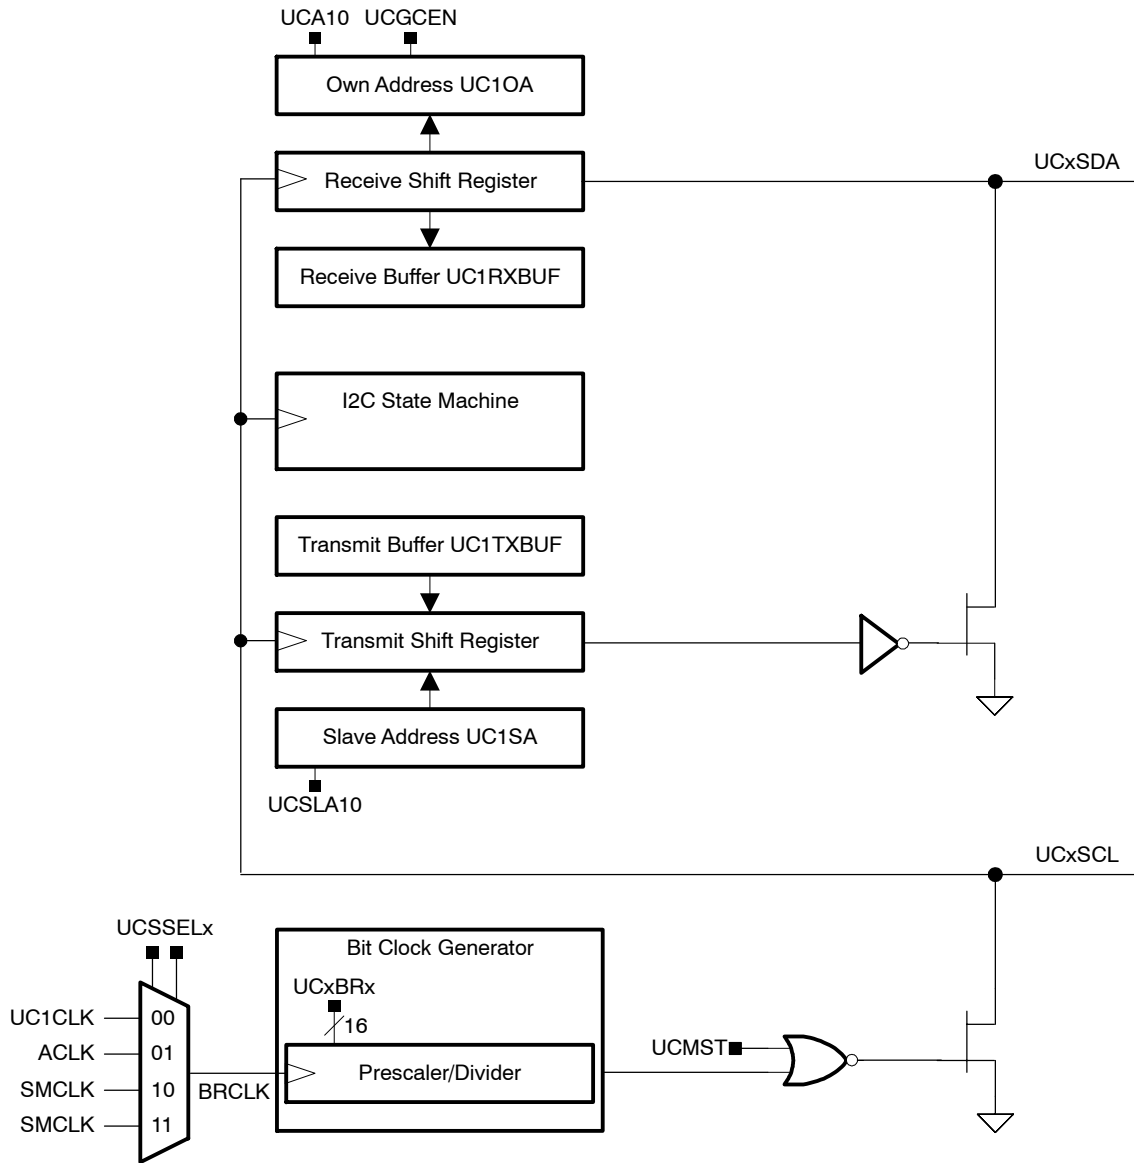 UCA10 UCGCEN
Own Address UC1OA
Receive Shift Register
UCxSDA
Receive Buffer UC1RXBUF
I2C State Machine
Transmit Buffer UC1TXBUF
Transmit Shift Register
Slave Address UC1SA
UCSLA10
UCxSCL
UCSSELx
Bit Clock Generator
UCxBRx
16
UC1CLK 00
ACLK 01
SMCLK 10
SMCLK 11
BRCLK
Prescaler/Divider
UCMST